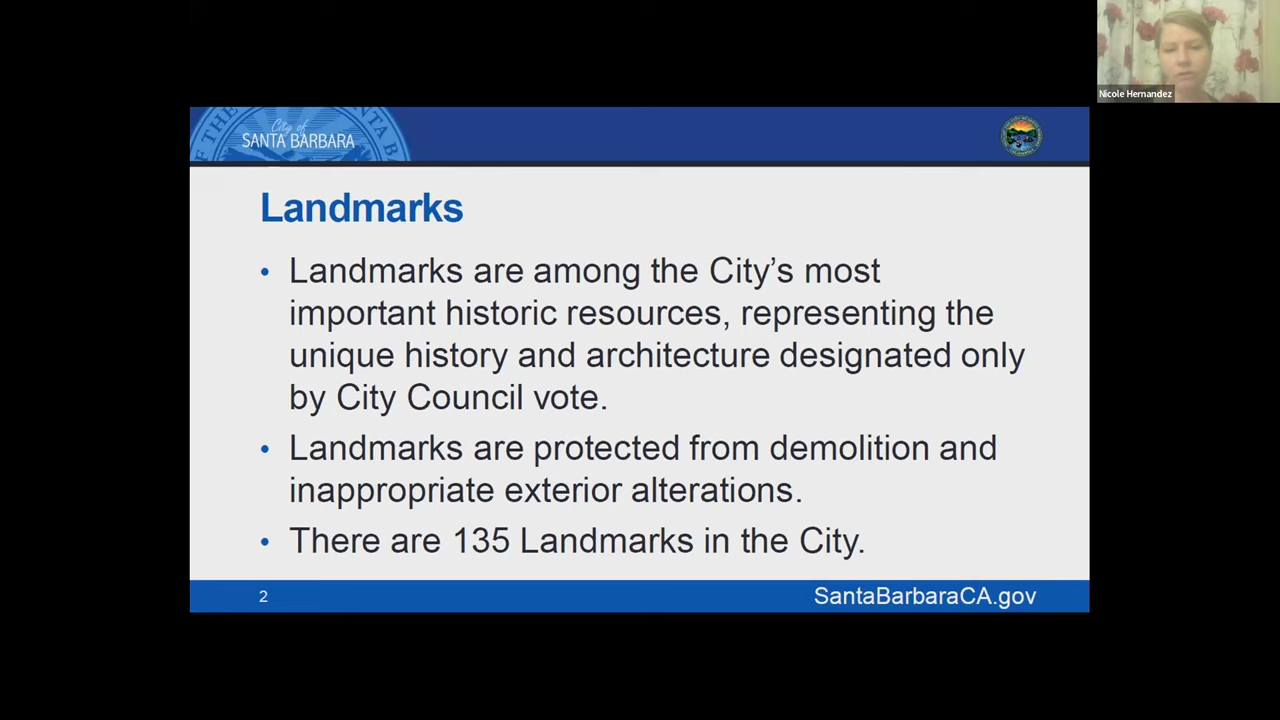 Nicole Hernandez
City of
SANTA BARBARA
Landmarks
• Landmarks are among the City’s most
important historic resources, representing the
unique history and architecture designated only
by City Council vote.
• Landmarks are protected from demolition and
inappropriate exterior alterations.
• There are 135 Landmarks in the City.
2
SantaBarbaraCA.gov